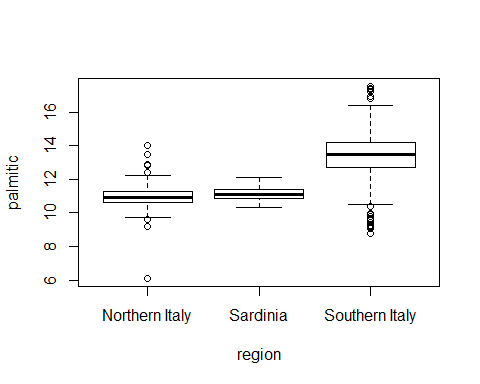 palmitic
16
14
12
10
8
6
Northern Italy
Sardinia
Southern Italy
region